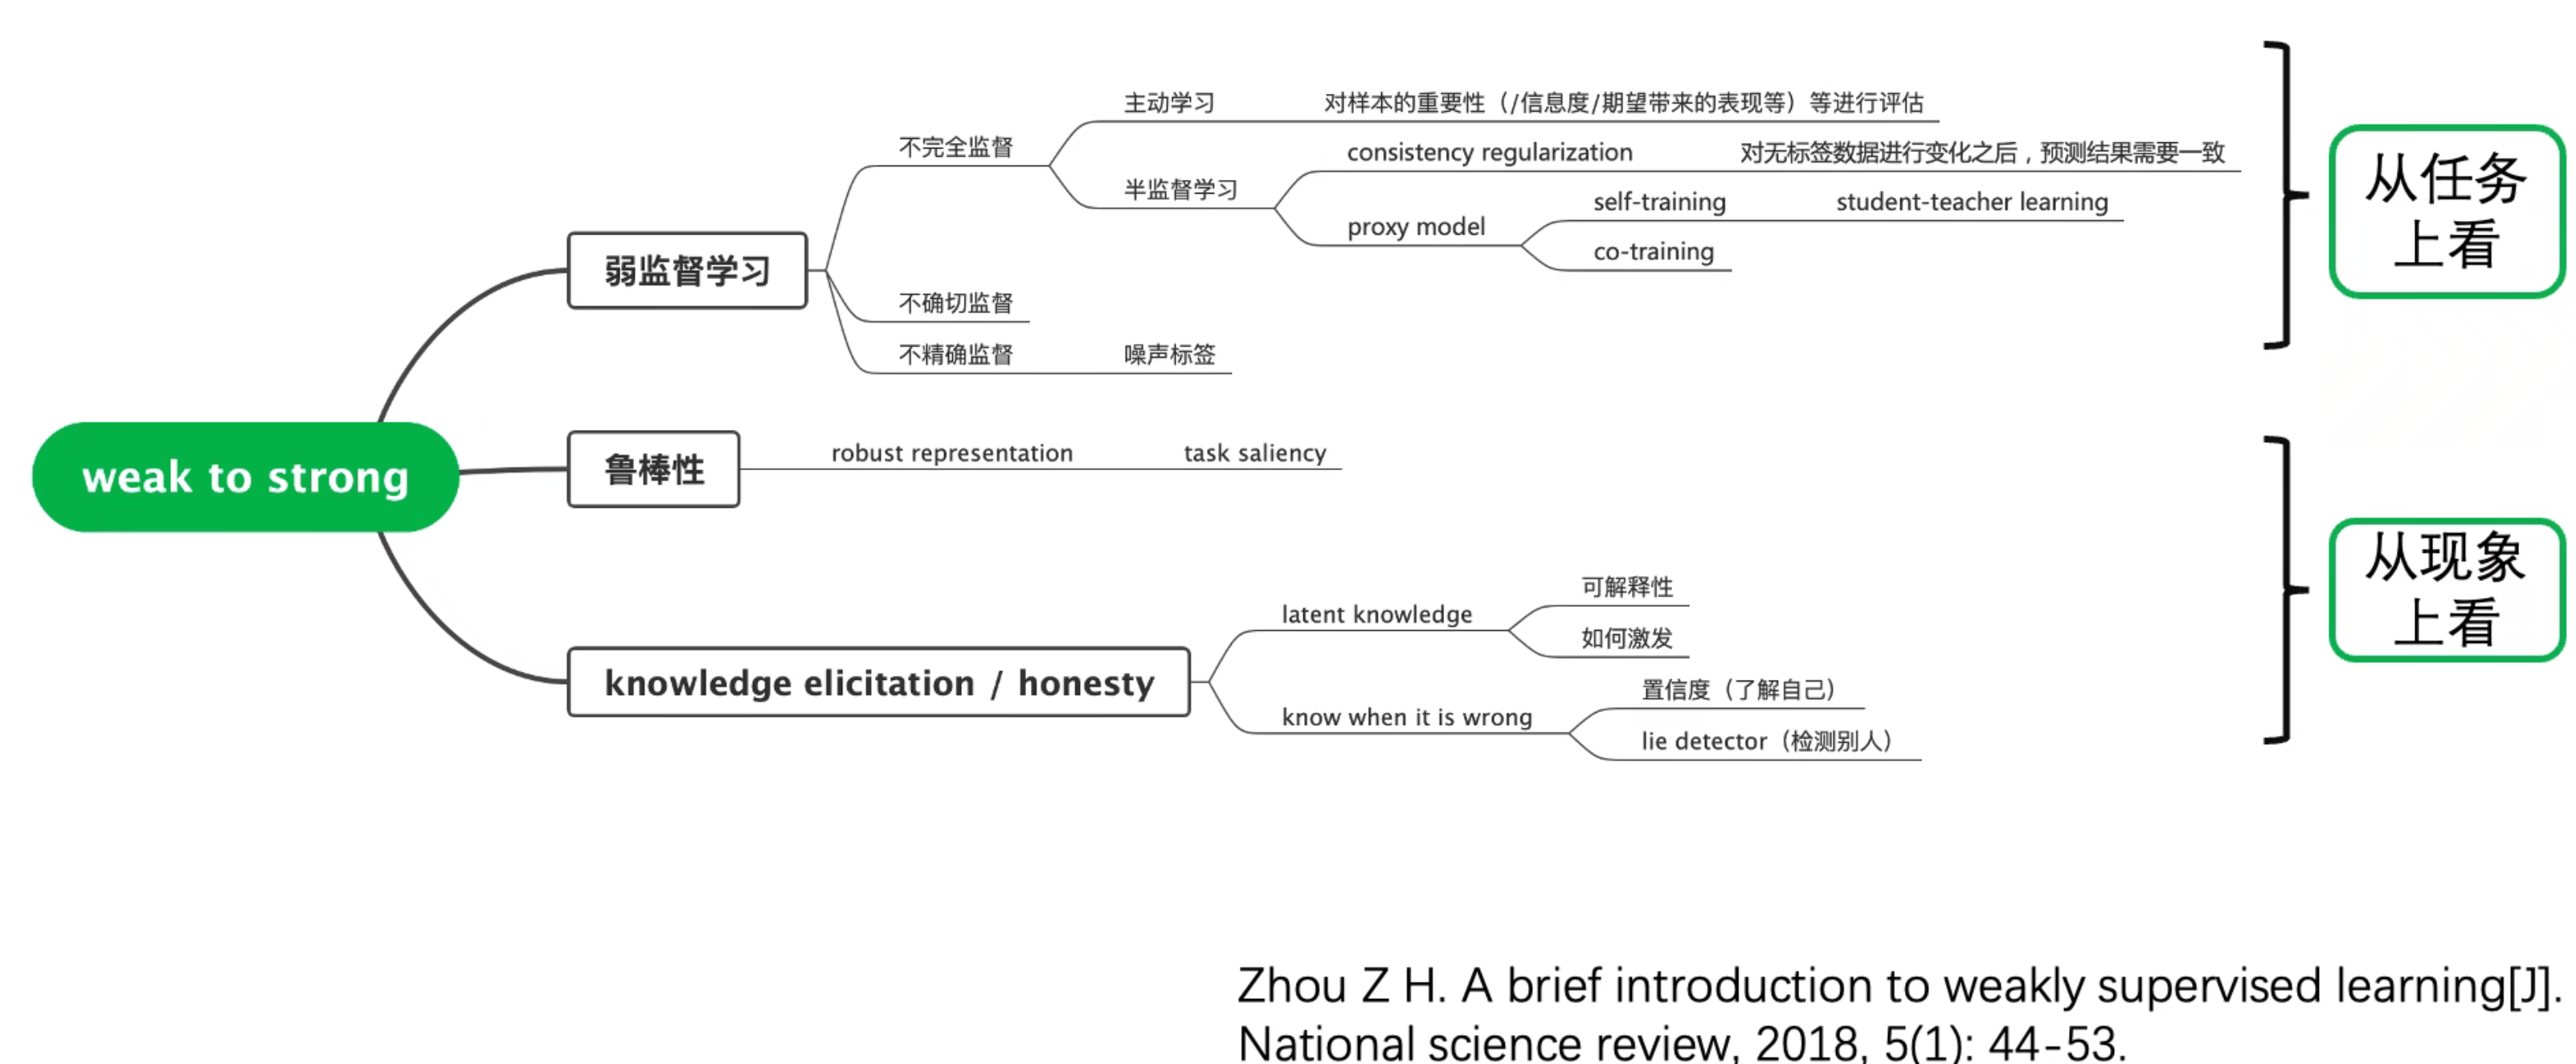 weak to strong
弱监督学习
不完全监督
主动学习
对样本的重要性（/信息度/期望带来的表现等）等进行评估
半监督学习
consistency regularization
对无标签数据进行变化之后，预测结果需要一致
proxy model
self-training
student-teacher learning
co-training
不确切监督
不精确监督
噪声标签
鲁棒性
robust representation
task saliency
knowledge elicitation / honesty
latent knowledge
可解释性
如何激发
know when it is wrong
置信度（了解自己）
lie detector（检测别人）
从任务
上看
从现象
上看
Zhou Z H. A brief introduction to weakly supervised learning[J].
National science review, 2018, 5(1): 44-53.